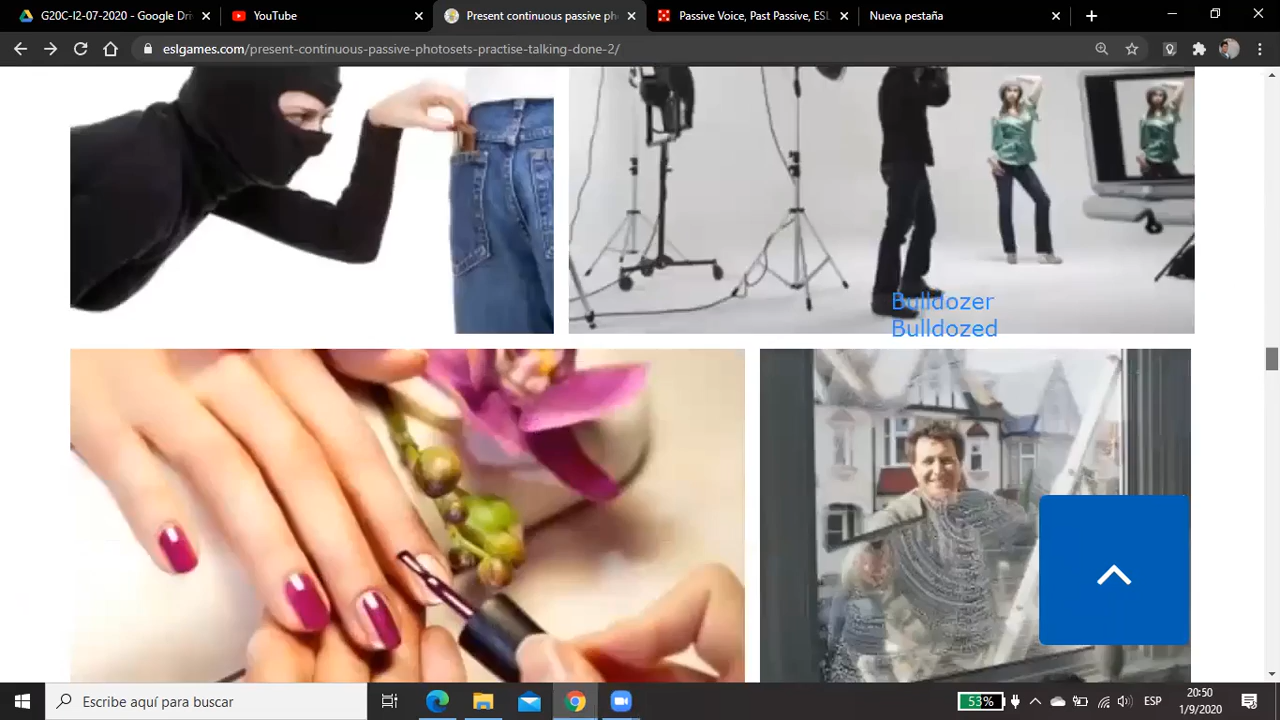 G20C-I2-07-2020 - Google Dri
YouTube
Present continuous passive ph
Passive Voice, Past Passive, ESL
Nueva pestaña
eslgames.com/present-continuous-passive-photosets-practise-talking-done-2/
Bulldozer
Bulldozed
Escribe aquí para buscar
53%
ESP
20:50
1/9/2020